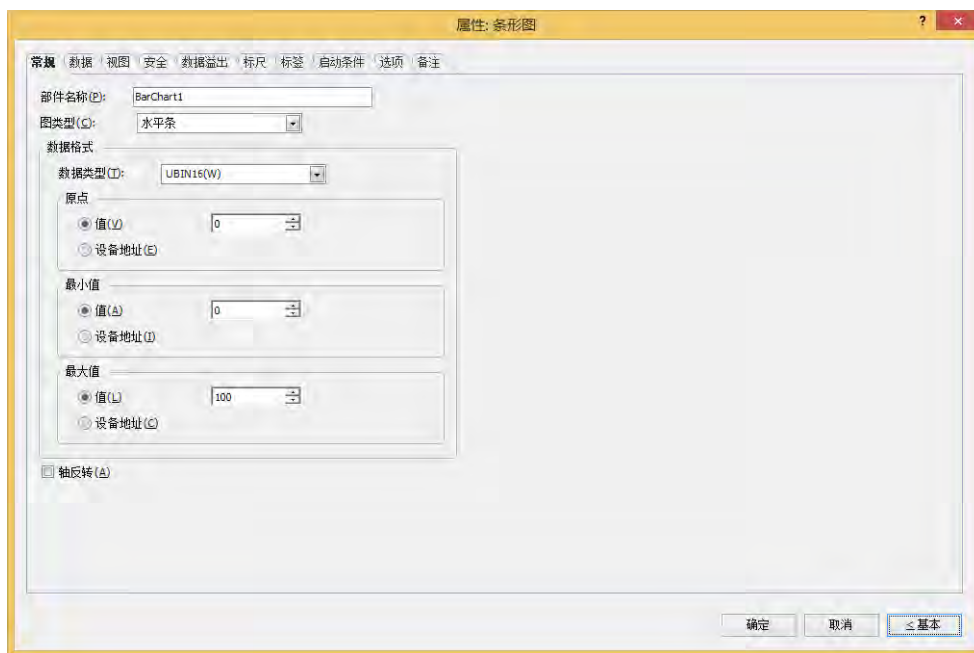 属性: 条形图
?
×
常规 数据 视图 安全 数据溢出 标尺 标签 自动条件 选项 备注
部件名称(P): BarChart1
图类型(C): 水平条
数据格式
数据类型(T): UBIN16(W)
原点
值(V) 0
设备地址(E)
最小值
值(A) 0
设备地址(I)
最大值
值(L) 100
设备地址(C)
轴反转(A)
确定 取消 <基本